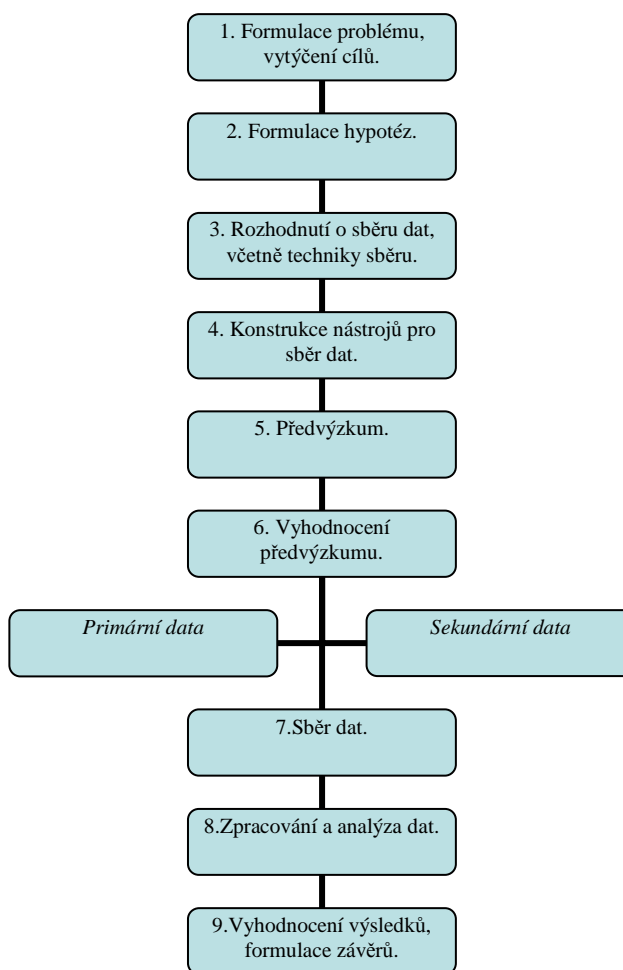 1. Formulace problému,
vytýčení cílů.
2. Formulace hypotéz.
3. Rozhodnutí o sběru dat,
včetně techniky sběru.
4. Konstrukce nástrojů pro
sběr dat.
5. Předvýzkum.
6. Vyhodnocení
předvýzkumu.
Primární data
Sekundární data
7.Sběr dat.
8.Zpracování a analýza dat.
9.Vyhodnocení výsledků,
formulace závěrů.